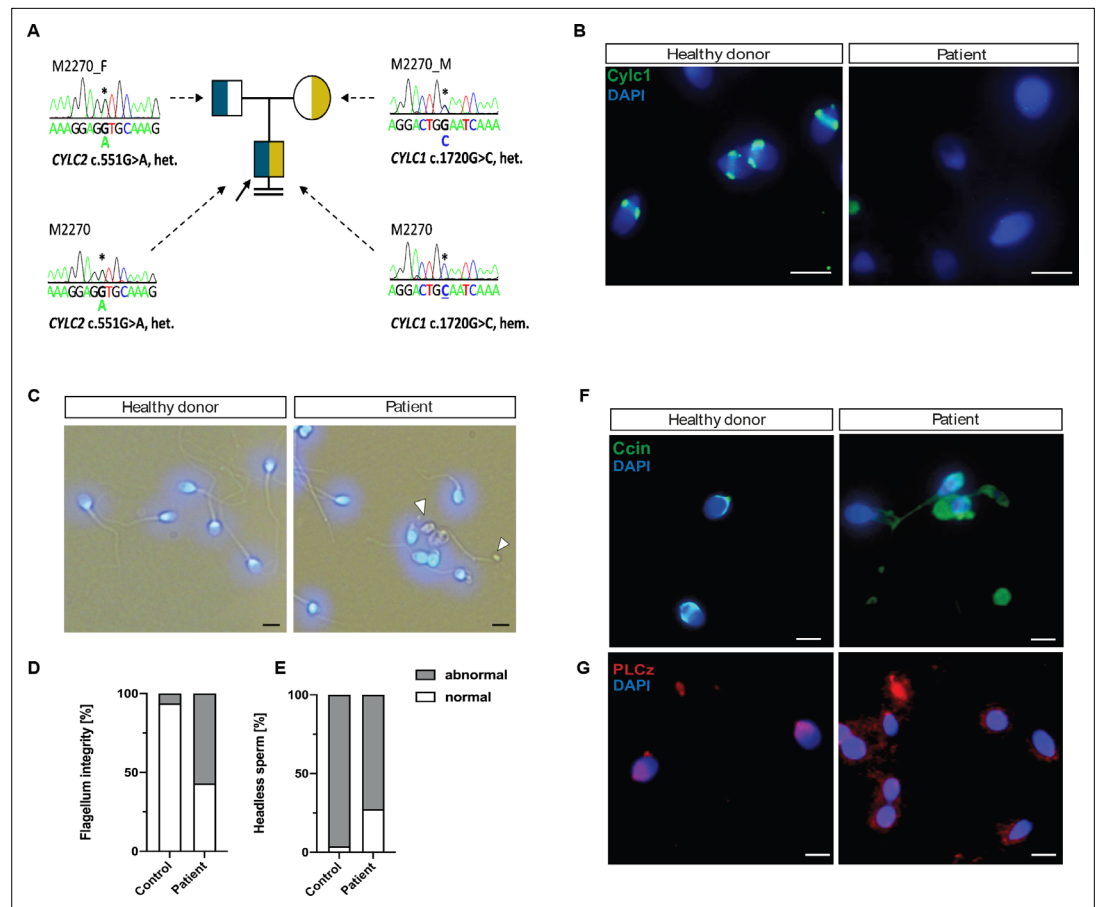 A
M2270_F
*
AAAGGAGGTGCAAAG
A
CYLC2 c.551G>A, het.
M2270_M
*
AGGACTGGAATCAAA
C
CYLC1 c.1720G>C, het.
M2270
*
AAAGGAGGTGCAAAG
A
CYLC2 c.551G>A, het.
M2270
*
AGGACTGCAATCAAA
CYLC1 c.1720G>C, hem.
B
Healthy donor
Patient
Cylc1
DAPI
C
Healthy donor
Patient
D
Flagellum integrity [%]
100
50
0
Control
Patient
E
Headless sperm [%]
100
50
0
Control
Patient
abnormal
normal
F
Healthy donor
Patient
Ccin
DAPI
G
PLCz
DAPI